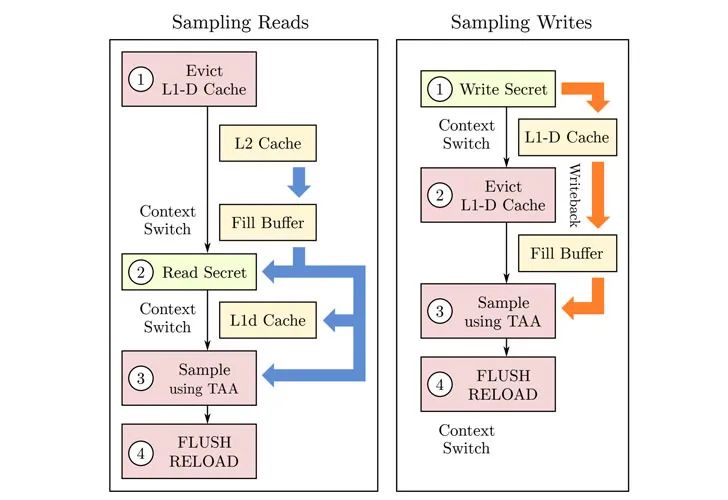 Sampling Reads
1
Evict
L1-D Cache
L2 Cache
Fill Buffer
Context
Switch
2
Read Secret
Context
Switch
L1d Cache
3
Sample
using TAA
4
FLUSH
RELOAD
Sampling Writes
1
Write Secret
Context
Switch
L1-D Cache
2
Evict
L1-D Cache
Writeback
Fill Buffer
3
Sample
using TAA
4
FLUSH
RELOAD
Context
Switch